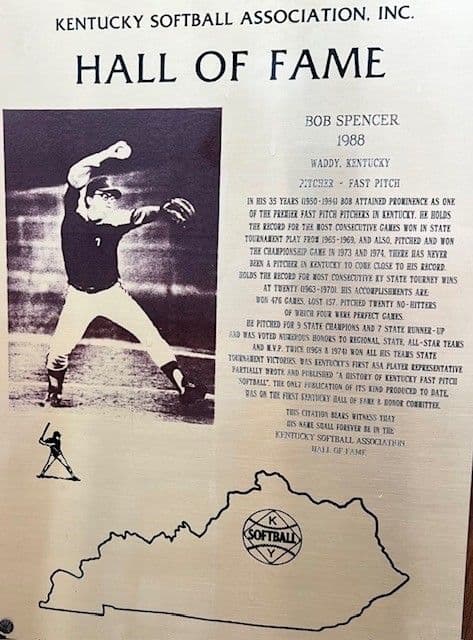 KENTUCKY SOFTBALL ASSOCIATION, INC.
HALL OF FAME
BOB SPENCER
1988
WADDY, KENTUCKY
PITCHER - FAST PITCH
IN HIS 35 YEARS (1950-1984) BOB ATTAINED PROMINENCE AS ONE
OF THE PREMIER FAST PITCH PITCHERS IN KENTUCKY. HE HOLDS
THE RECORD FOR THE MOST CONSECUTIVE GAMES WON IN STATE
TOURNAMENT PLAY FROM 1965-1969, AND ALSO, PITCHED AND WON
THE CHAMPIONSHIP GAME IN 1973 AND 1974. THERE HAS NEVER
BEEN A PITCHER IN KENTUCKY TO COME CLOSE TO HIS RECORD.
HOLDS THE RECORD FOR MOST CONSECUTIVE KY STATE TOURNEY WINS
AT TWENTY (1963-1970). HIS ACCOMPLISHMENTS ARE:
WON 476 GAMES, LOST 137. PITCHED TWENTY NO-HITTERS
OF WHICH FOUR WERE PERFECT GAMES.
HE PITCHED FOR 9 STATE CHAMPIONS AND 7 STATE RUNNER-UP
AND WAS VOTED NUMEROUS HONORS TO REGIONAL, STATE, ALL-STAR TEAMS
AND M.V.P. TWICE (1968 & 1974) WON ALL HIS TEAMS STATE
TOURNAMENT VICTORIES. WAS KENTUCKY'S FIRST ASA PLAYER REPRESENTATIVE
PARTIALLY WROTE AND PUBLISHED "A HISTORY OF KENTUCKY FAST PITCH
SOFTBALL", THE ONLY PUBLICATION OF ITS KIND PRODUCED TO DATE.
WAS ON THE FIRST KENTUCKY HALL OF FAME & HONOR COMMITTEE.
THIS CITATION BEARS WITNESS THAT
HIS NAME SHALL FOREVER BE IN THE
KENTUCKY SOFTBALL ASSOCIATION
HALL OF FAME
7
K
SOFTBALL
Y